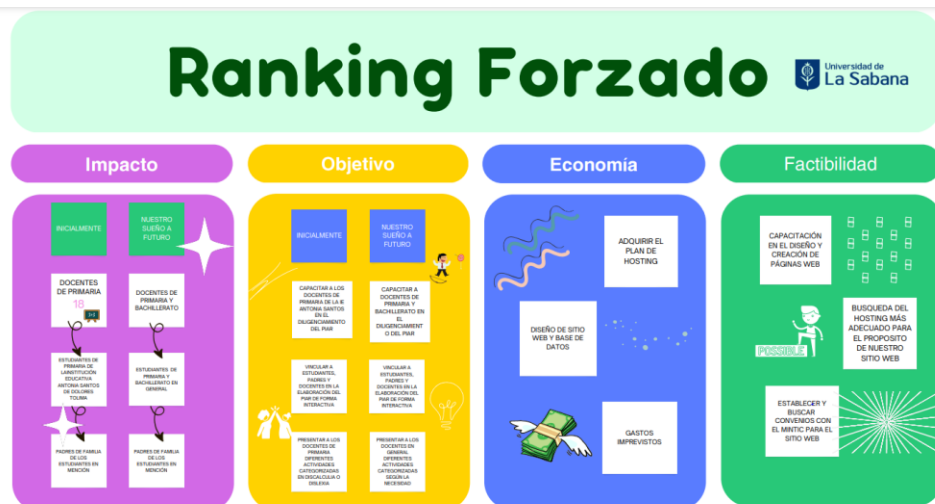 Ranking Forzado
Universidad de
La Sabana
Impacto
INICIALMENTE
NUESTRO
SUEÑO A
FUTURO
DOCENTES
DE PRIMARIA
18
DOCENTES DE
PRIMARIA Y
BACHILLERATO
ESTUDIANTES DE
PRIMARIA DE
LAINSTITUCIÓN
EDUCATIVA
ANTONIA SANTOS
DE DOLORES
TOLIMA
ESTUDIANTES DE
PRIMARIA Y
BACHILLERATO EN
GENERAL
PADRES DE FAMILIA
DE LOS
ESTUDIANTES EN
MENCIÓN
PADRES DE FAMILIA
DE LOS
ESTUDIANTES EN
MENCIÓN
Objetivo
INICIALMENTE
NUESTRO
SUEÑO A
FUTURO
CAPACITAR A LOS
DOCENTES DE
PRIMARIA DE LA IE
ANTONIA SANTOS
EN EL
DILIGENCIAMIENTO
DEL PIAR
CAPACITAR A
DOCENTES DE
PRIMARIA Y
BACHILLERATO EN
EL
DILIGENCIAMIENT
O DEL PIAR
VINCULAR A
ESTUDIANTES,
PADRES Y
DOCENTES EN LA
ELABORACIÓN DEL
PIAR DE FORMA
INTERACTIVA
VINCULAR A
ESTUDIANTES,
PADRES Y
DOCENTES EN LA
ELABORACIÓN DEL
PIAR DE FORMA
INTERACTIVA
PRESENTAR A LOS
DOCENTES DE
PRIMARIA
DIFERENTES
ACTIVIDADES
CATEGORIZADAS
EN DISCALCULIA O
DISLEXIA
PRESENTAR A LOS
DOCENTES EN
GENERAL
DIFERENTES
ACTIVIDADES
CATEGORIZADAS
SEGÚN LA
NECESIDAD
Economía
ADQUIRIR EL
PLAN DE
HOSTING
DISEÑO DE SITIO
WEB Y BASE DE
DATOS
GASTOS
IMPREVISTOS
Factibilidad
CAPACITACIÓN
EN EL DISEÑO Y
CREACIÓN DE
PÁGINAS WEB
POSSIBLE
BUSQUEDA DEL
HOSTING MÁS
ADECUADO PARA
EL PROPOSITO DE
NUESTRO
SITIO WEB
ESTABLECER Y
BUSCAR
CONVENIOS CON
EL MINTIC PARA EL
SITIO WEB